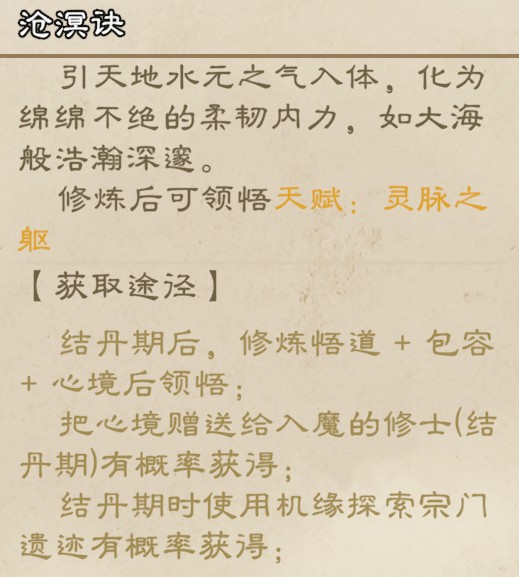 沧溟诀
引天地水元之气入体，化为
绵绵不绝的柔韧内力，如大海
般浩瀚深邃。
修炼后可领悟天赋：灵脉之
躯
【获取途径】
结丹期后，修炼悟道 + 包容
+ 心境后领悟；
把心境赠送给入魔的修士(结
丹期)有概率获得；
结丹期时使用机缘探索宗门
遗迹有概率获得；